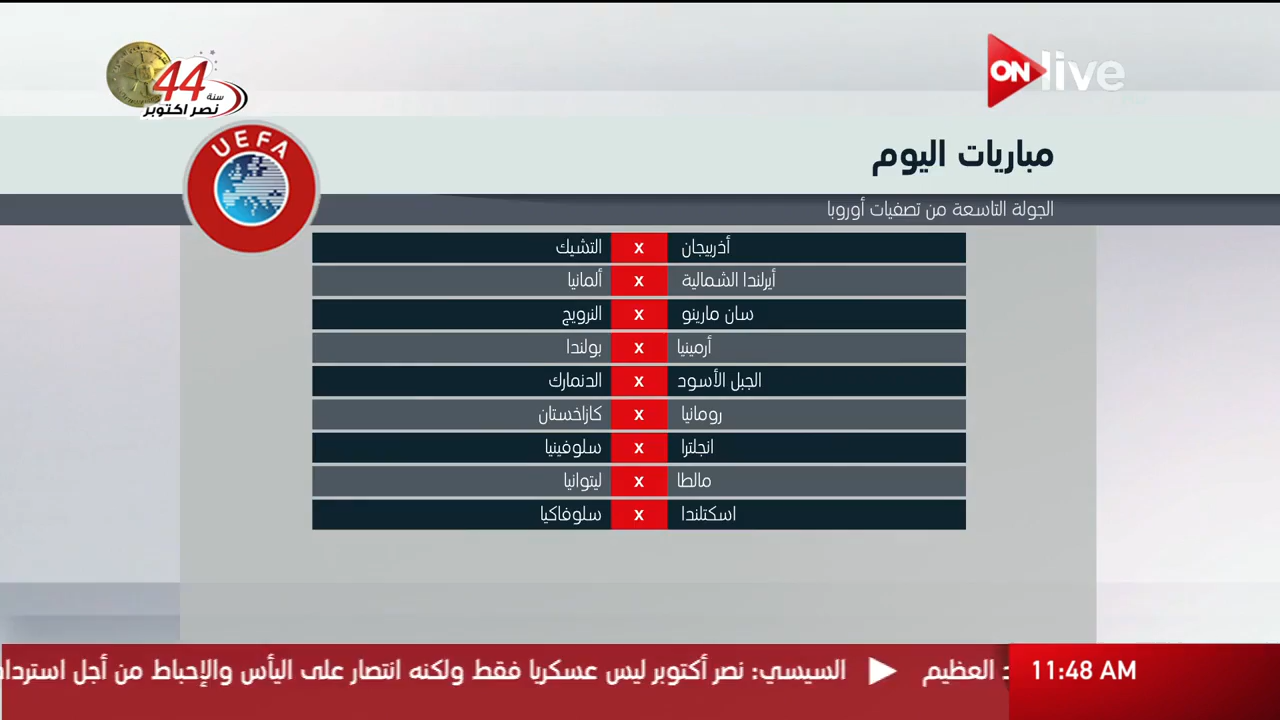 ON live
44
سنة
نصر اكتوبر
UEFA
مباريات اليوم
الجولة التاسعة من تصفيات أوروبا
أذربيجان x التشيك
أيرلندا الشمالية x ألمانيا
سان مارينو x النرويج
أرمينيا x بولندا
الجبل الأسود x الدنمارك
رومانيا x كازاخستان
انجلترا x سلوفينيا
مالطا x ليتوانيا
اسكتلندا x سلوفاكيا
11:48 AM
د العظيم ◀ السيسي: نصر أكتوبر ليس عسكريا فقط ولكنه انتصار على اليأس والإحباط من أجل استرداد